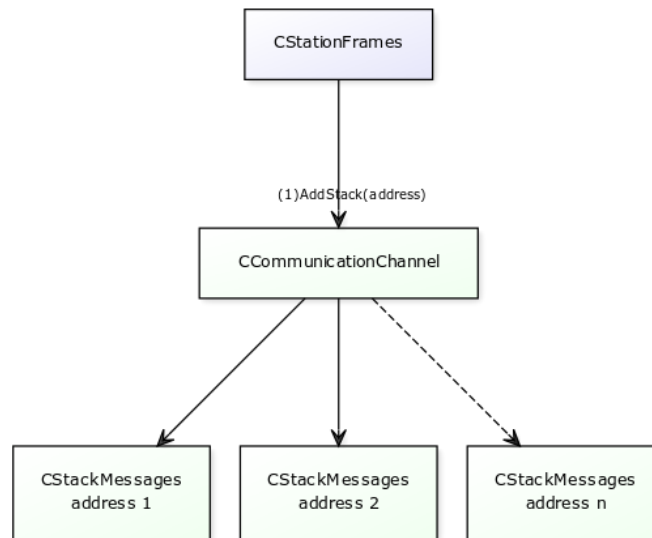 CStationFrames
(1)AddStack(address)
CCommunicationChannel
CStackMessages
address 1
CStackMessages
address 2
CStackMessages
address n